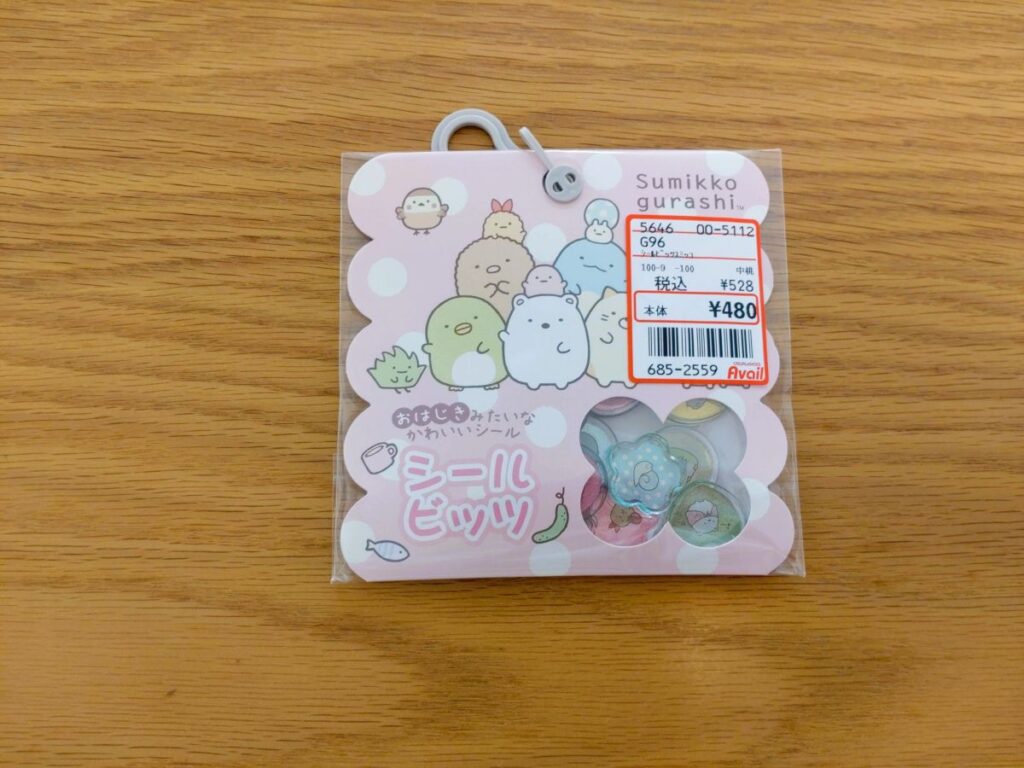 Sumikko
gurashi™
5646 00-5112
G96
100-9 -100 中桃
税込 ¥528
本体 ¥480
685-2559 Avail
おはじきみたいな
かわいいシール
シール
ビッツ